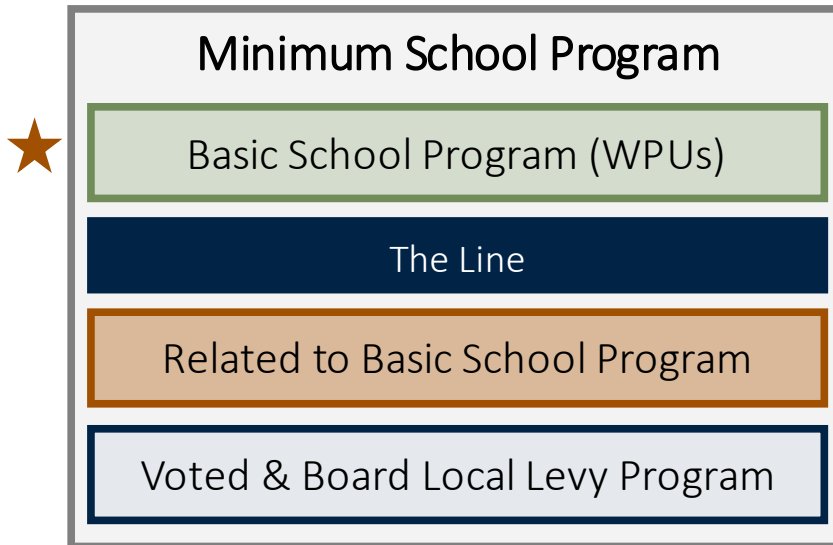 Minimum School Program
Basic School Program (WPUs)
The Line
Related to Basic School Program
Voted & Board Local Levy Program